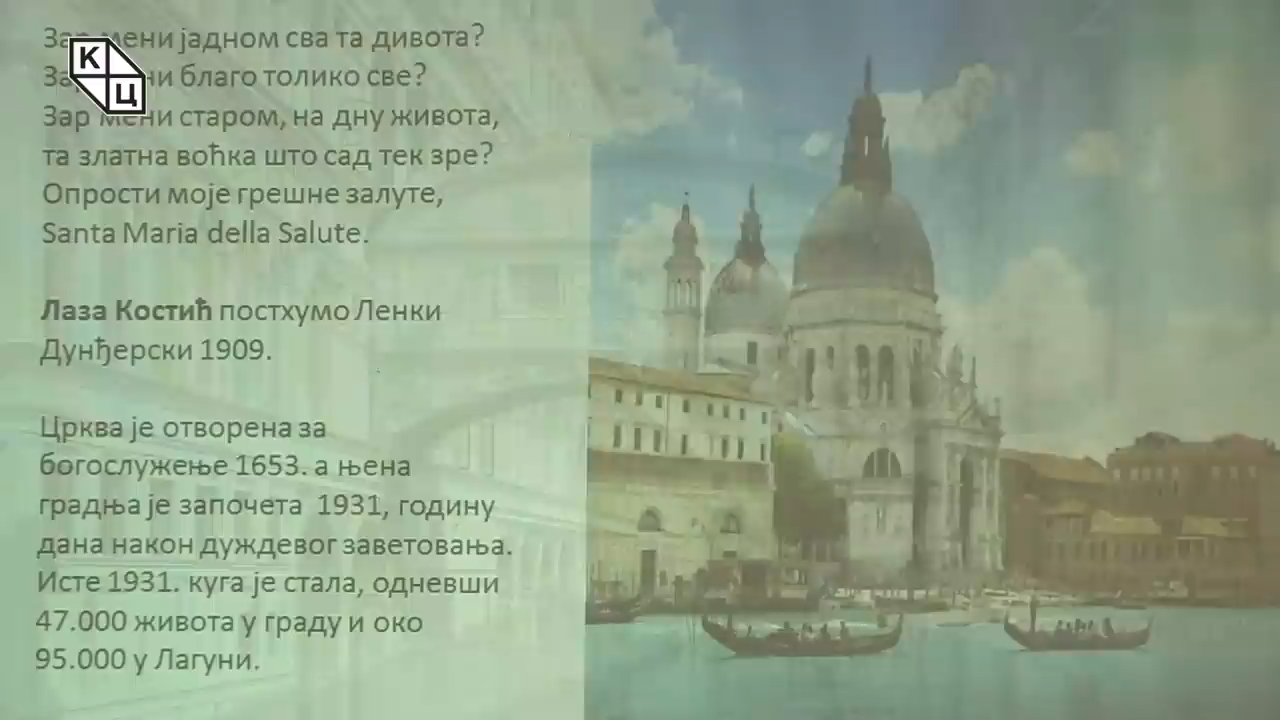 Зар мени јадном сва та дивота?
К
Ц
Зар мени благо толико све?
Зар мени старом, на дну живота,
та златна воћка што сад тек зре?
Опрости моје грешне залуте,
Santa Maria della Salute.
Лаза Костић постхумо Ленки
Дунђерски 1909.
Црква је отворена за
богослужење 1653. а њена
градња је започета 1931, годину
дана након дуждевог заветовања.
Исте 1931. куга је стала, одневши
47.000 живота у граду и око
95.000 у Лагуни.